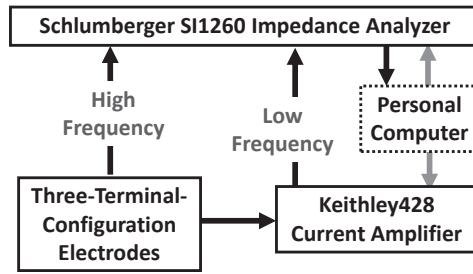 Schlumberger SI1260 Impedance Analyzer
High
Frequency
Low
Frequency
Personal
Computer
Three-Terminal-
Configuration
Electrodes
Keithley428
Current Amplifier